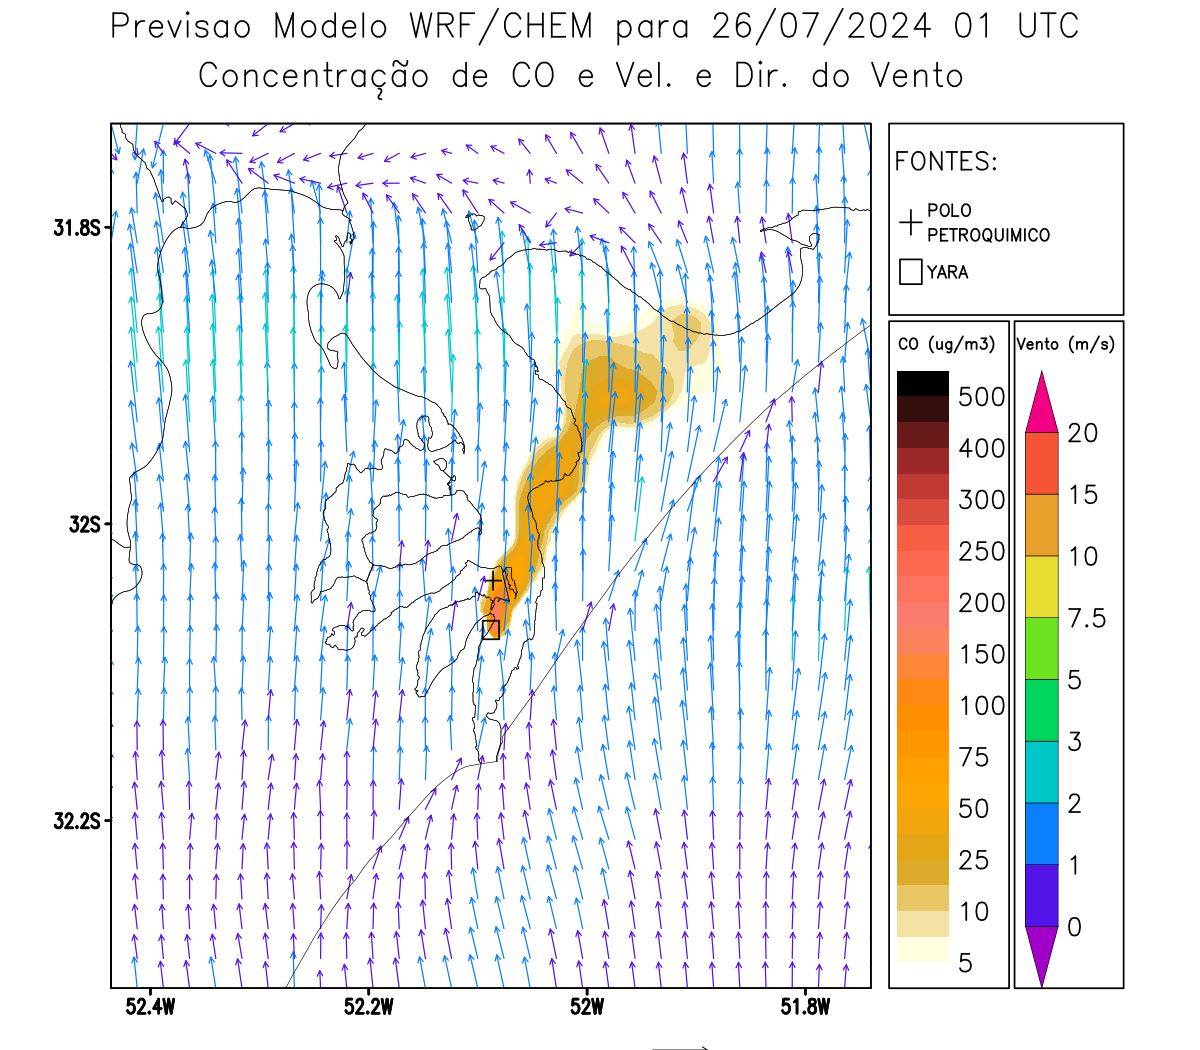 Previsao Modelo WRF/CHEM para 26/07/2024 01 UTC
Concentração de CO e Vel. e Dir. do Vento
FONTES:
POLO
PETROQUIMICO
YARA
CO (ug/m3)
500
400
300
250
200
150
100
75
50
25
10
5
Vento (m/s)
20
15
10
7.5
5
3
2
1
0
31.8S
32S
32.2S
52.4W
52.2W
52W
51.8W